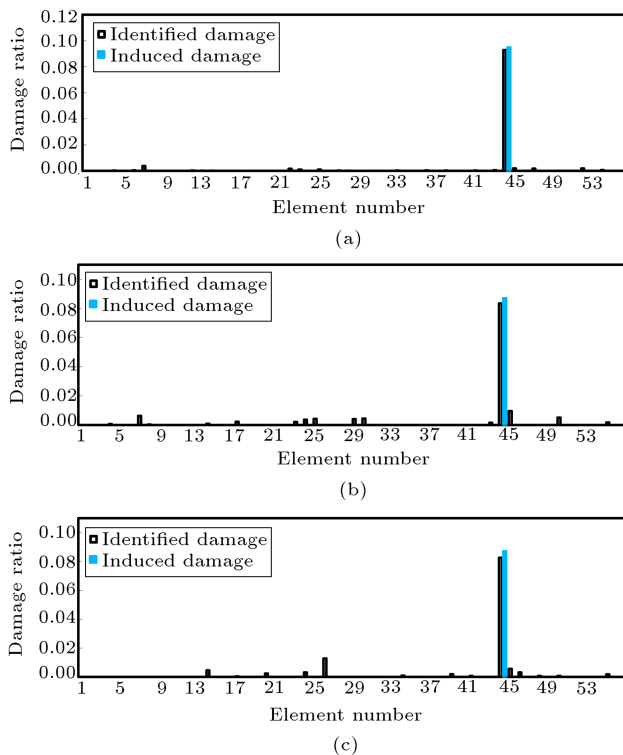 0.12
0.10
0.08
0.06
0.04
0.02
0.00
Damage ratio
Identified damage
Induced damage
1 5 9 13 17 21 25 29 33 37 41 45 49 53
Element number
(a)
0.10
0.08
0.06
0.04
0.02
0.00
Damage ratio
Identified damage
Induced damage
1 5 9 13 17 21 25 29 33 37 41 45 49 53
Element number
(b)
0.10
0.08
0.06
0.04
0.02
0.00
Damage ratio
Identified damage
Induced damage
1 5 9 13 17 21 25 29 33 37 41 45 49 53
Element number
(c)